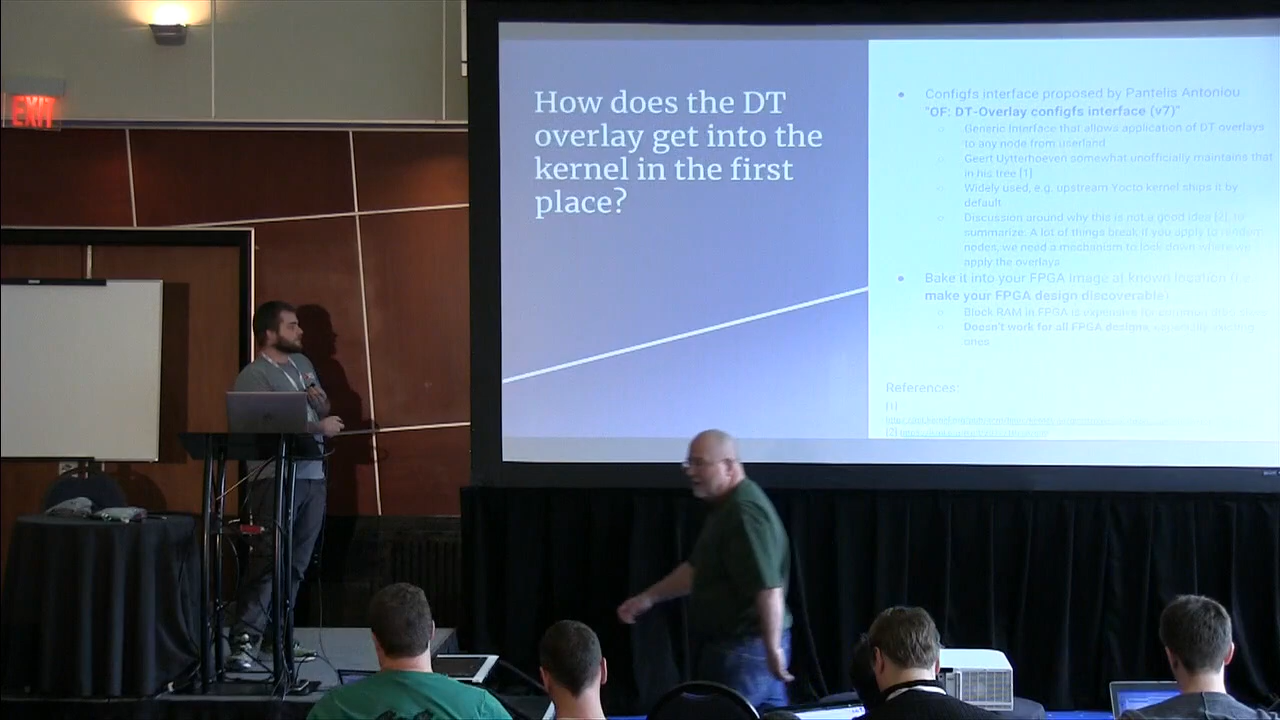 EXIT
How does the DT
overlay get into the
kernel in the first
place?
Configfs interface proposed by Pantelis Antoniou
"OF: DT-Overlay configfs interface (v7)"
Generic Interface that allows application of DT overlays
to any node from userland
Geert Uytterhoeven somewhat unofficially maintains that
in his tree [1]
Widely used, e.g. upstream Yocto kernel ships it by
default
Discussion around why this is not a good idea [2], to
summarize: A lot of things break if you apply to random
nodes, we need a mechanism to lock down
apply the overlays
Bake it into your FPGA image at known location
make your FPGA design discoverable)
Block RAM in FPGA is expensive for
Doesn't work for all FPGA designs,
ones
References:
[1]
[2]